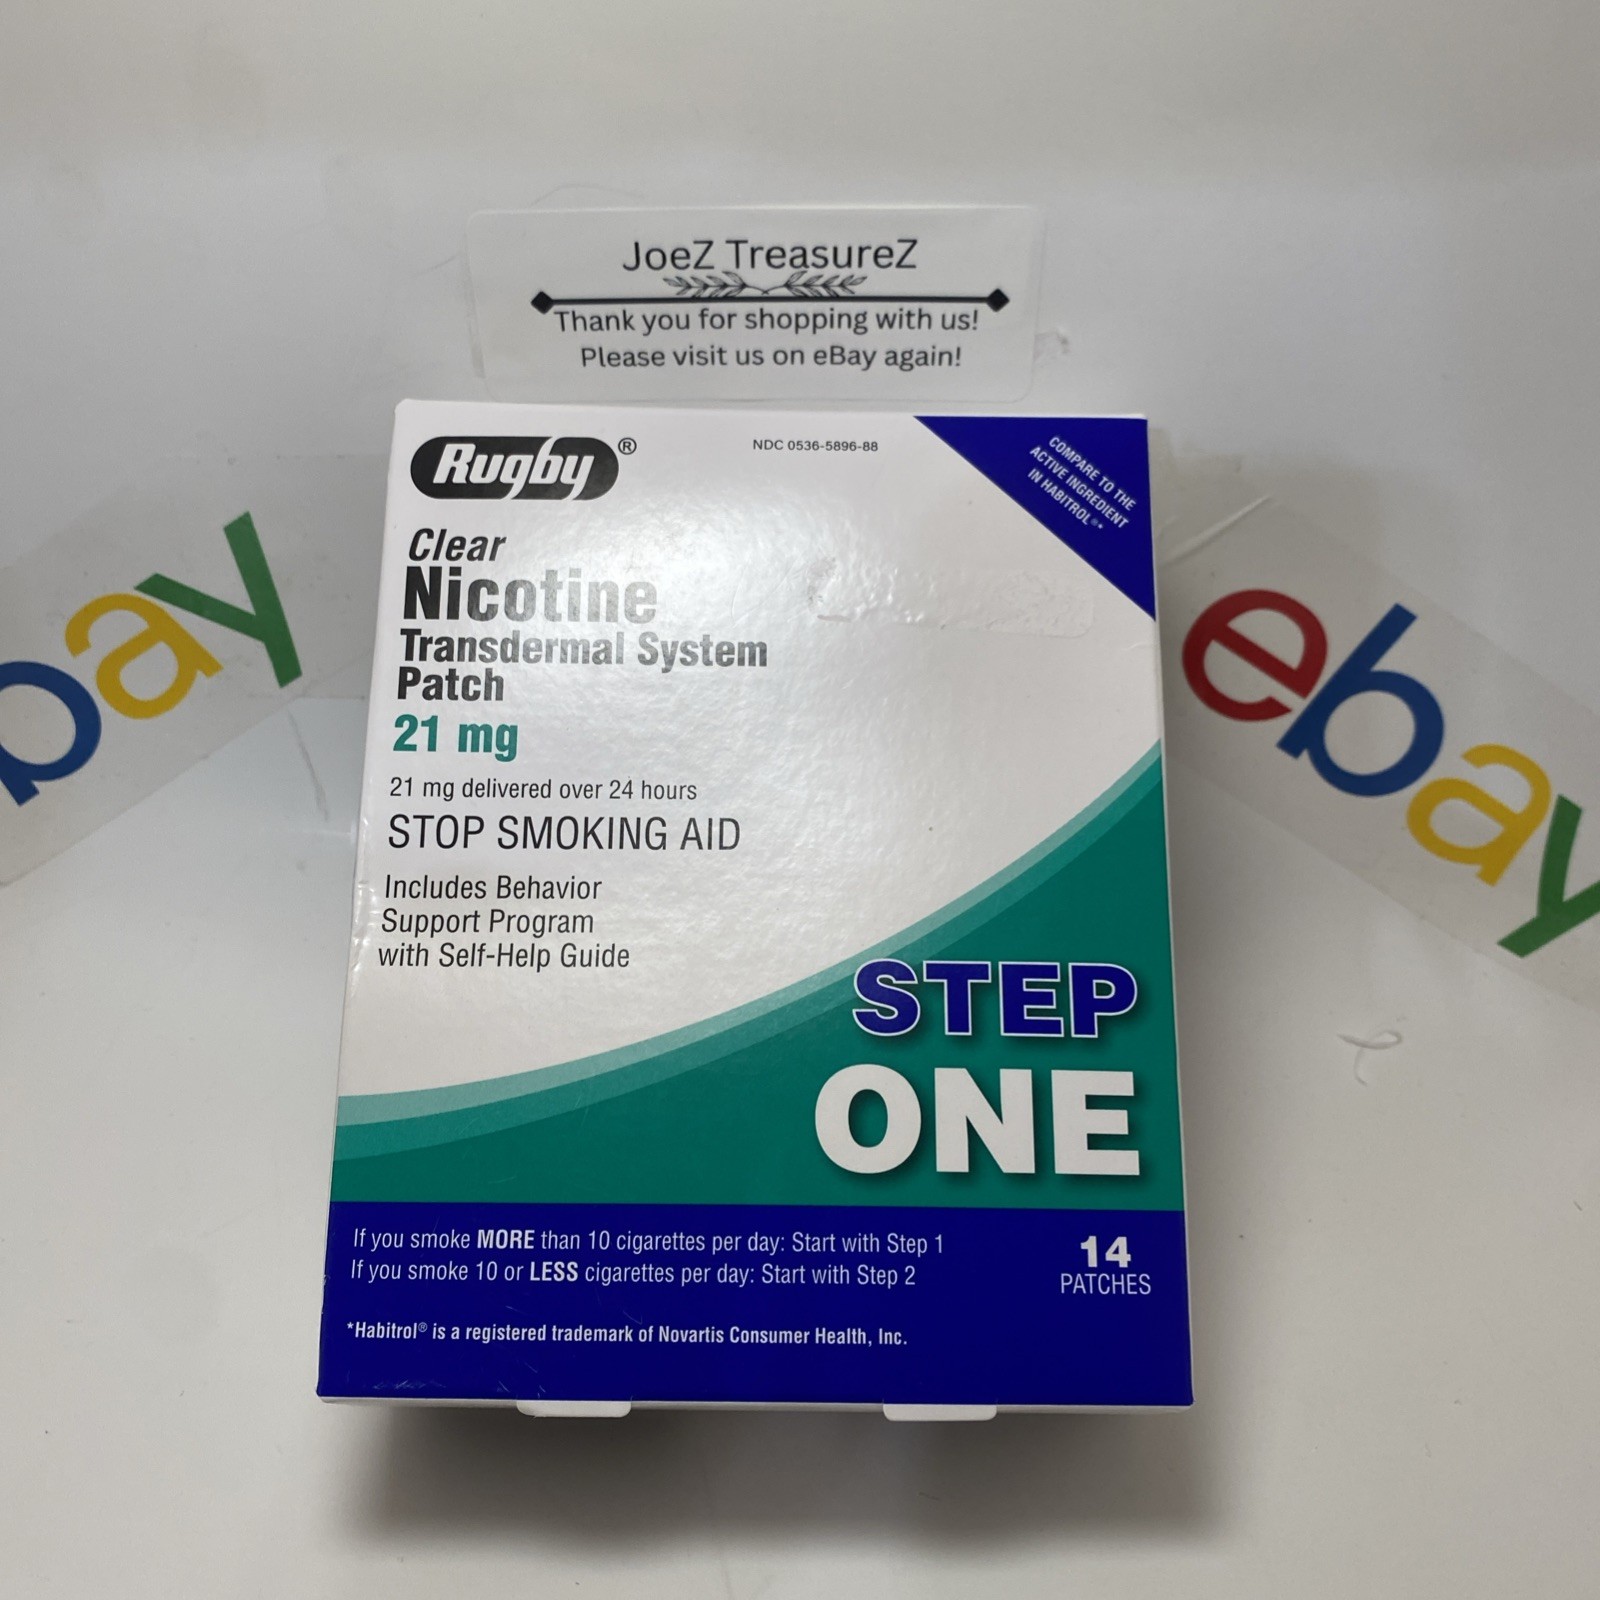 JoeZ TreasureZ
Thank you for shopping with us!
Please visit us on eBay again!
Rugby®
NDC 0536-5896-88
COMPARE TO THE
ACTIVE INGREDIENT
IN HABITROL®*
Clear
Nicotine
Transdermal System
Patch
21 mg
21 mg delivered over 24 hours
STOP SMOKING AID
Includes Behavior
Support Program
with Self-Help Guide
bay
ebay
STEP
ONE
If you smoke MORE than 10 cigarettes per day: Start with Step 1
If you smoke 10 or LESS cigarettes per day: Start with Step 2
14
PATCHES
*Habitrol® is a registered trademark of Novartis Consumer Health, Inc.